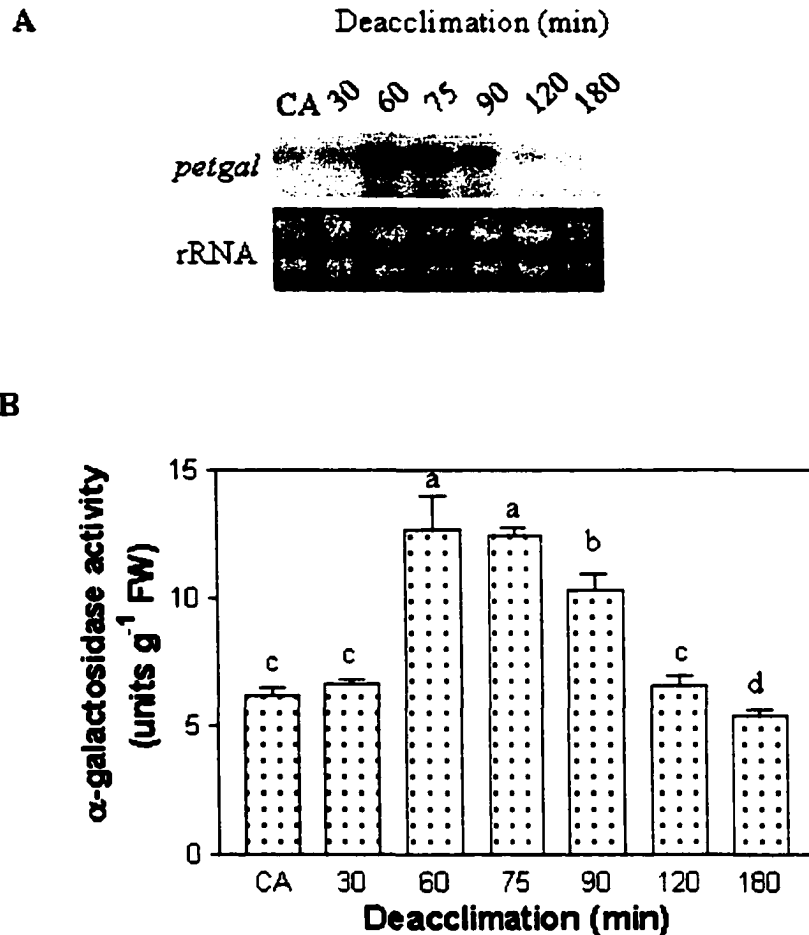 A
Deacclimation (min)
CA 30 60 75 90 120 180
petgal
rRNA
B
α-galactosidase activity
(units g⁻¹ FW)
15
10
5
0
c c a a b c d
CA 30 60 75 90 120 180
Deacclimation (min)